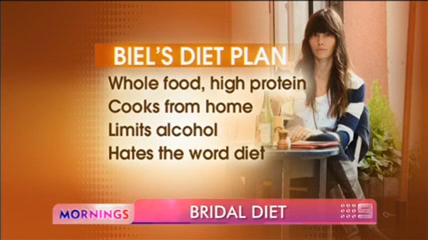 BIEL'S DIET PLAN
Whole food, high protein
Cooks from home
Limits alcohol
Hates the word diet
MORNINGS
BRIDAL DIET
9